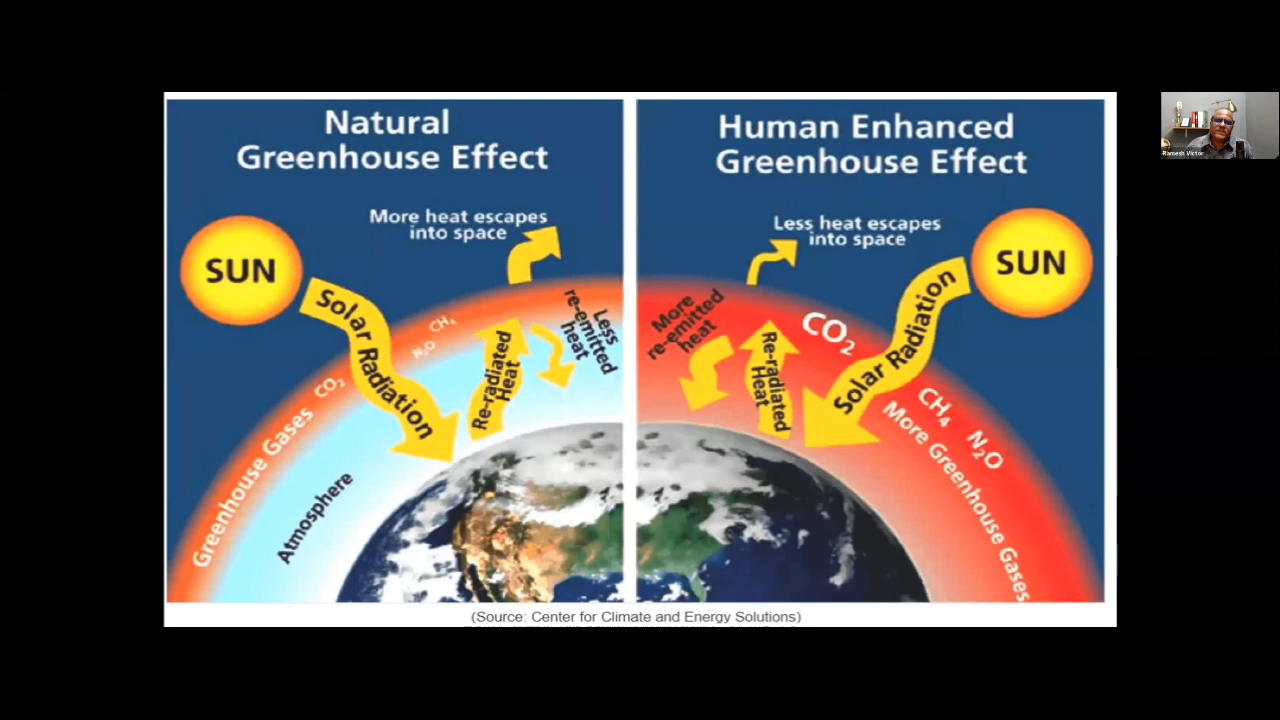 Natural
Greenhouse Effect
More heat escapes
into space
SUN
Solar Radiation
Re-radiated
Heat
Less
re-emitted
heat
CH₄
N₂O
CO₂
Greenhouse Gases
Atmosphere
Human Enhanced
Greenhouse Effect
Less heat escapes
into space
SUN
Solar Radiation
More
re-emitted
heat
Re-radiated
Heat
CO₂
CH₄
N₂O
More Greenhouse Gases
(Source: Center for Climate and Energy Solutions)
Ramesh Victor